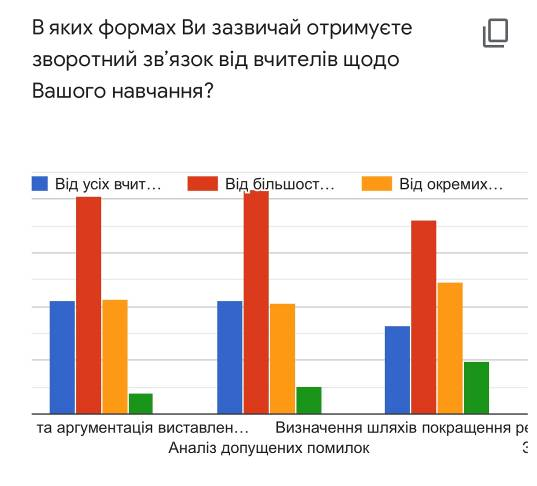 В яких формах Ви зазвичай отримуєте
зворотний зв’язок від вчителів щодо
Вашого навчання?
Від усіх вчит…
Від більшост…
Від окремих…
та аргументація виставлен…
Визначення шляхів покращення ре
Аналіз допущених помилок